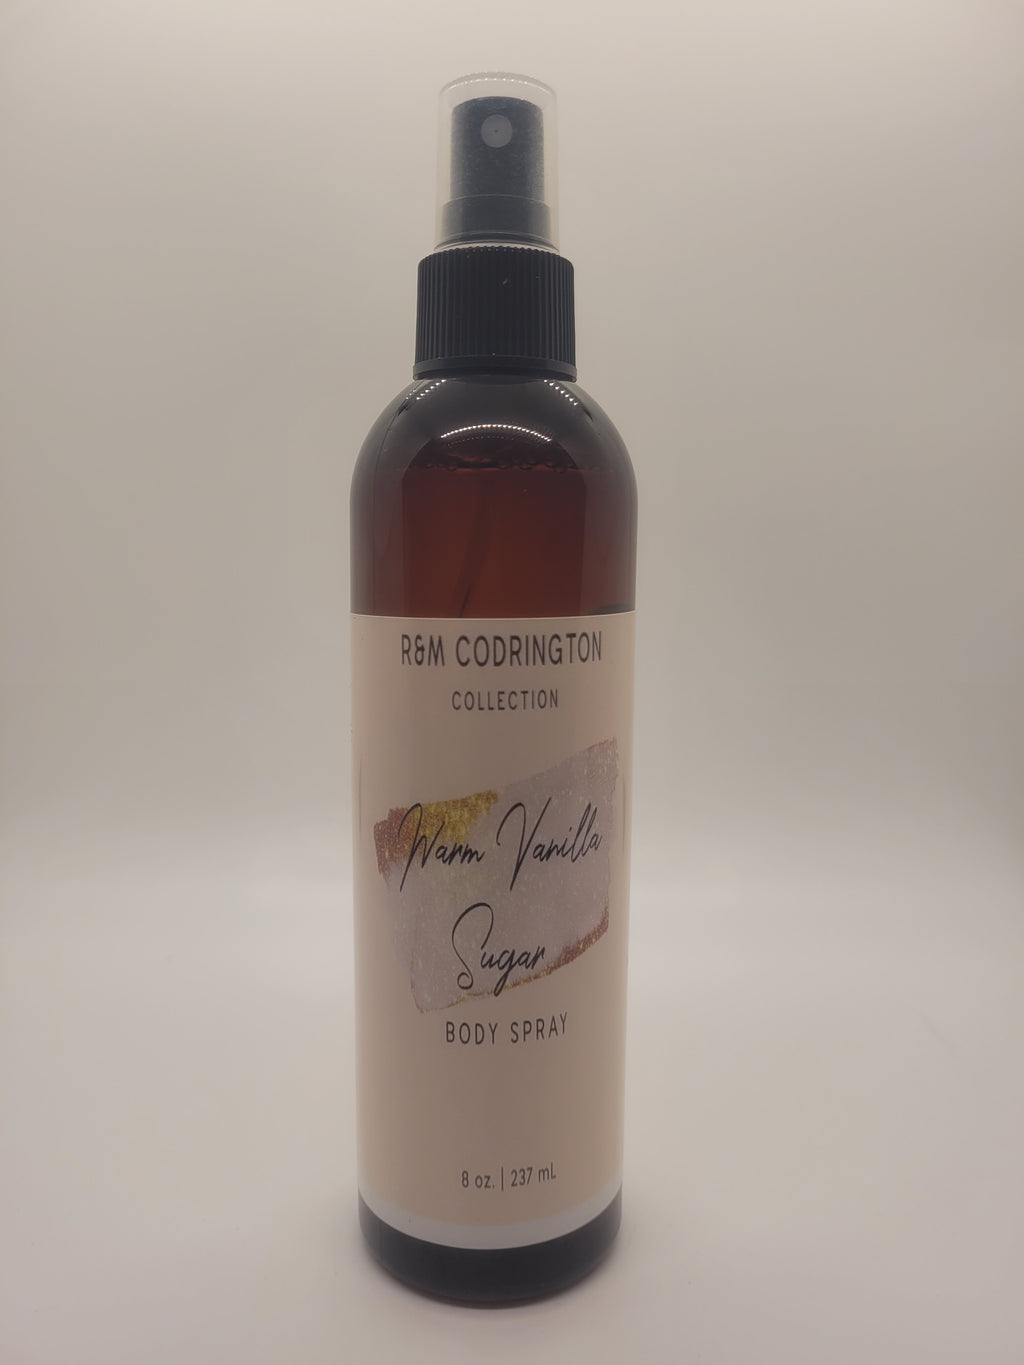 R&M CODRINGTON
COLLECTION
Warm Vanilla
Sugar
BODY SPRAY
8 oz. | 237 mL